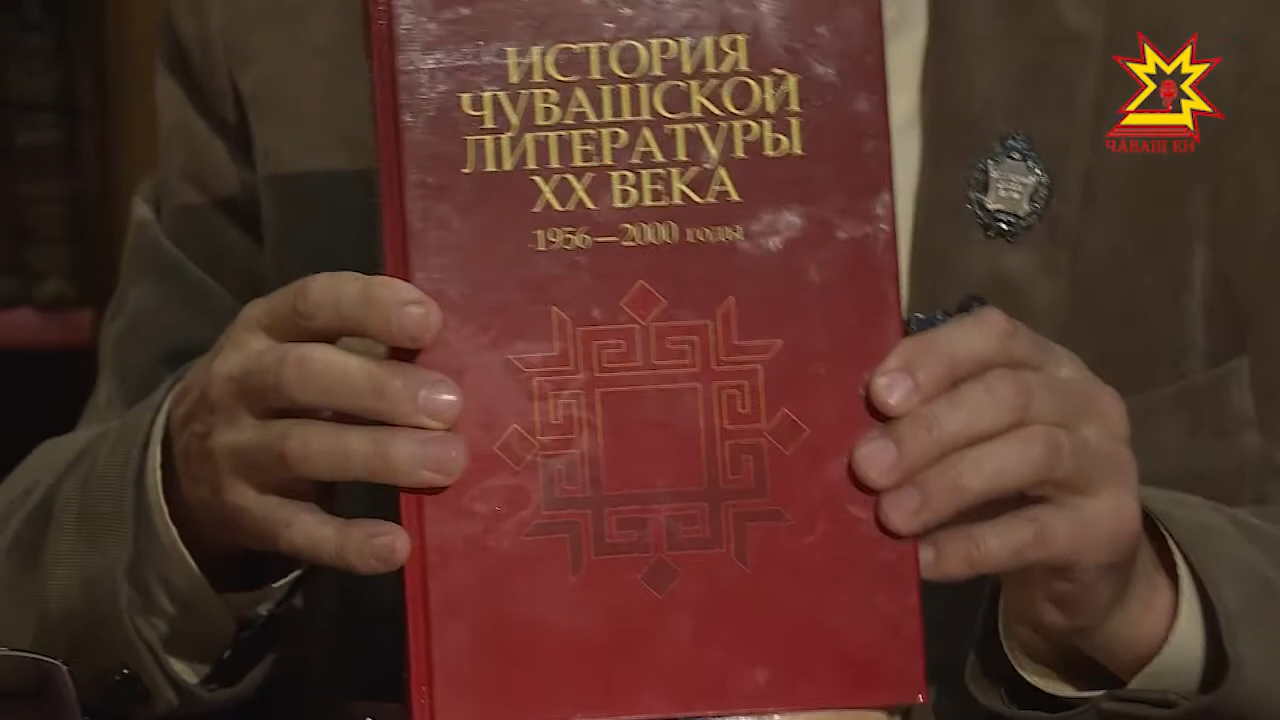 ИСТОРИЯ
ЧУВАШСКОЙ
ЛИТЕРАТУРЫ
XX ВЕКА
1956—2000 годы
ЧĂВАШ ЕН